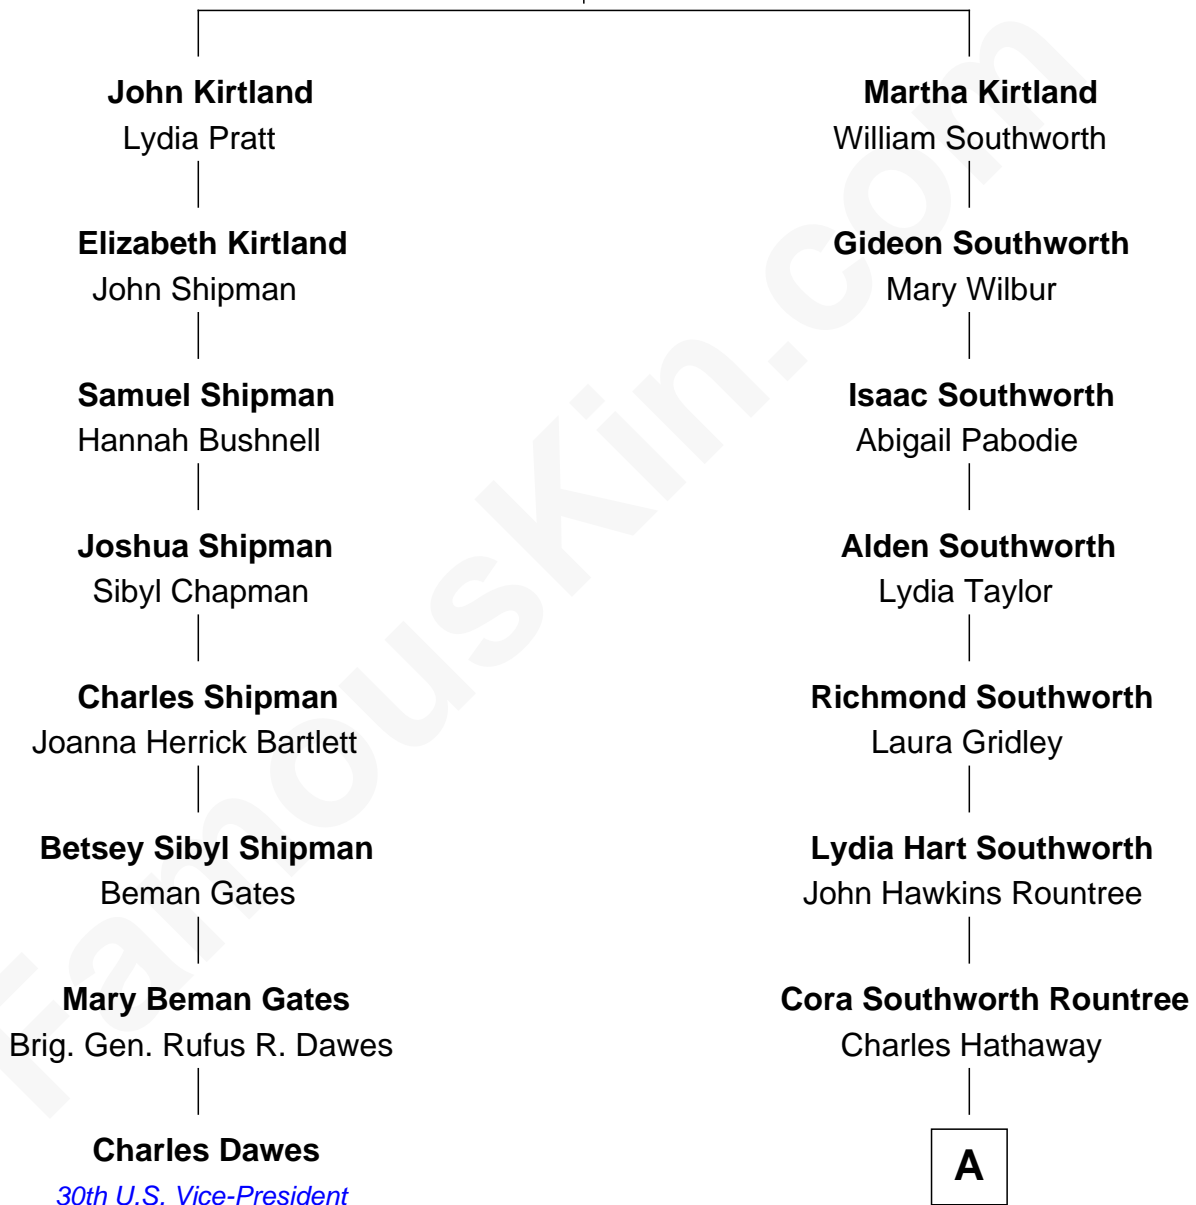 John Kirtland
Lydia Pratt
Elizabeth Kirtland
John Shipman
Samuel Shipman
Hannah Bushnell
Joshua Shipman
Sibyl Chapman
Charles Shipman
Joanna Herrick Bartlett
Betsey Sibyl Shipman
Beman Gates
Mary Beman Gates
Brig. Gen. Rufus R. Dawes
Charles Dawes
30th U.S. Vice-President
Martha Kirtland
William Southworth
Gideon Southworth
Mary Wilbur
Isaac Southworth
Abigail Pabodie
Alden Southworth
Lydia Taylor
Richmond Southworth
Laura Gridley
Lydia Hart Southworth
John Hawkins Rountree
Cora Southworth Rountree
Charles Hathaway
A
FamousKin.com